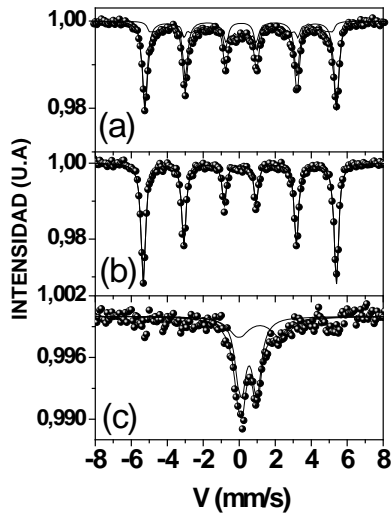 1,00
0,98
(a)
1,00
0,98
(b)
1,002
0,996
0,990
(c)
-8 -6 -4 -2 0 2 4 6 8
V (mm/s)
INTENSIDAD (U.A)